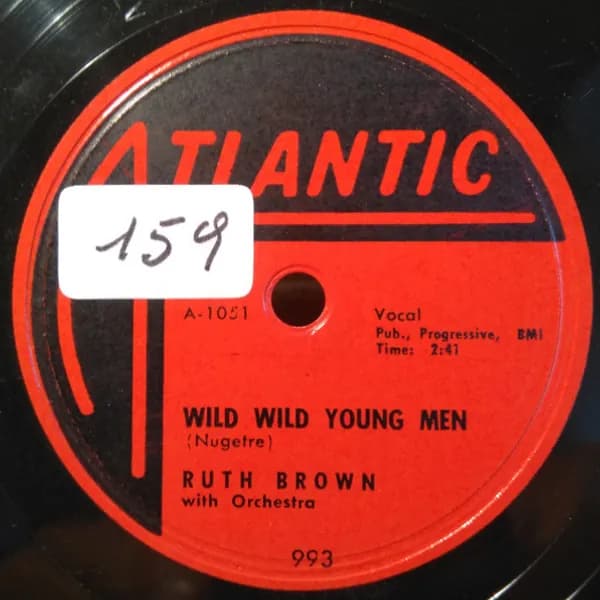 ATLANTIC
159
A-1051
Vocal
Pub., Progressive, BMI
Time: 2:41
WILD WILD YOUNG MEN
(Nugetre)
RUTH BROWN
with Orchestra
993